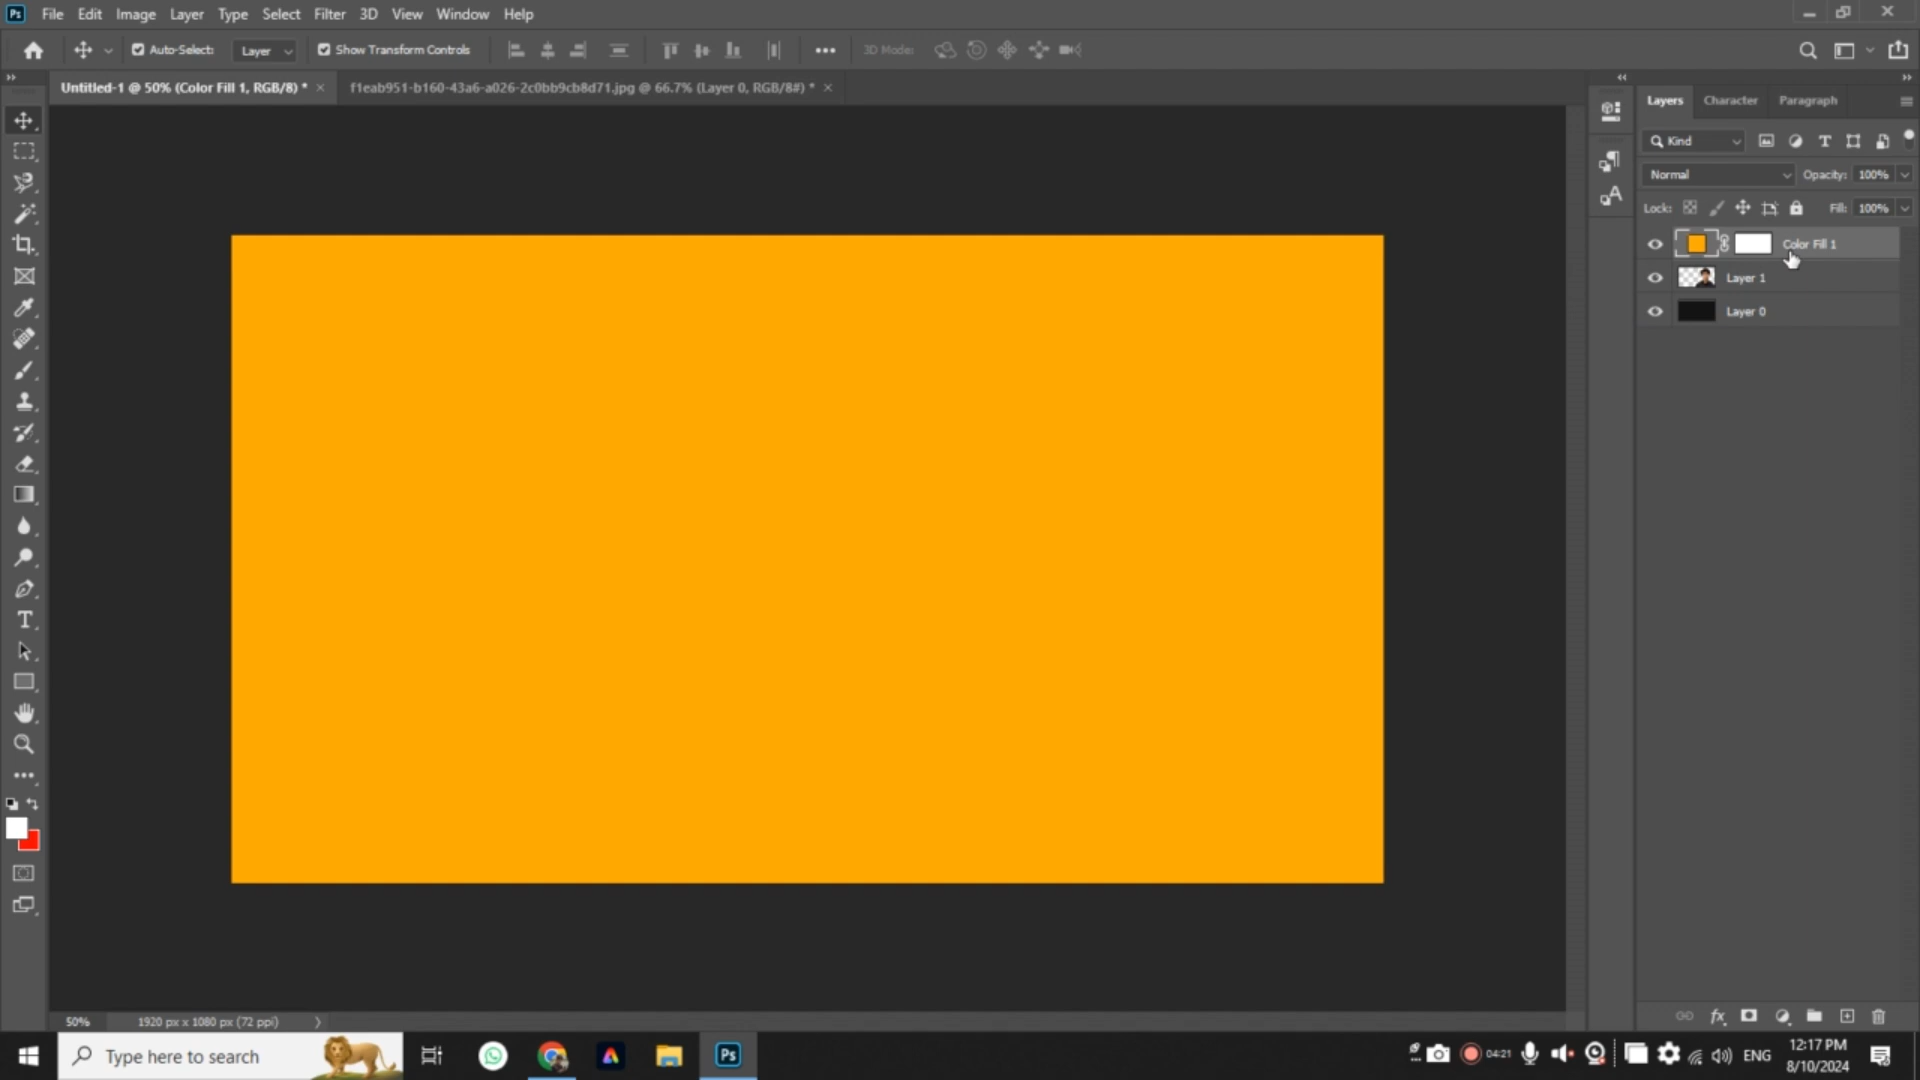 Ps File Edit Image Layer Type Select Filter 3D View Window Help
Auto-Select: Layer Show Transform Controls 3D Mode:
Untitled-1 @ 50% (Color Fill 1, RGB/8) * × f1eab951-b160-43a6-a026-2c0bb9cb8d71.jpg @ 66.7% (Layer 0, RGB/8#) * ×
Layers Character Paragraph
Kind
Normal Opacity: 100%
Lock: Fill: 100%
Color Fill 1
Layer 1
Layer 0
50% 1920 px x 1080 px (72 ppi)
Type here to search
Ps
04:21
ENG
12:17 PM
8/10/2024